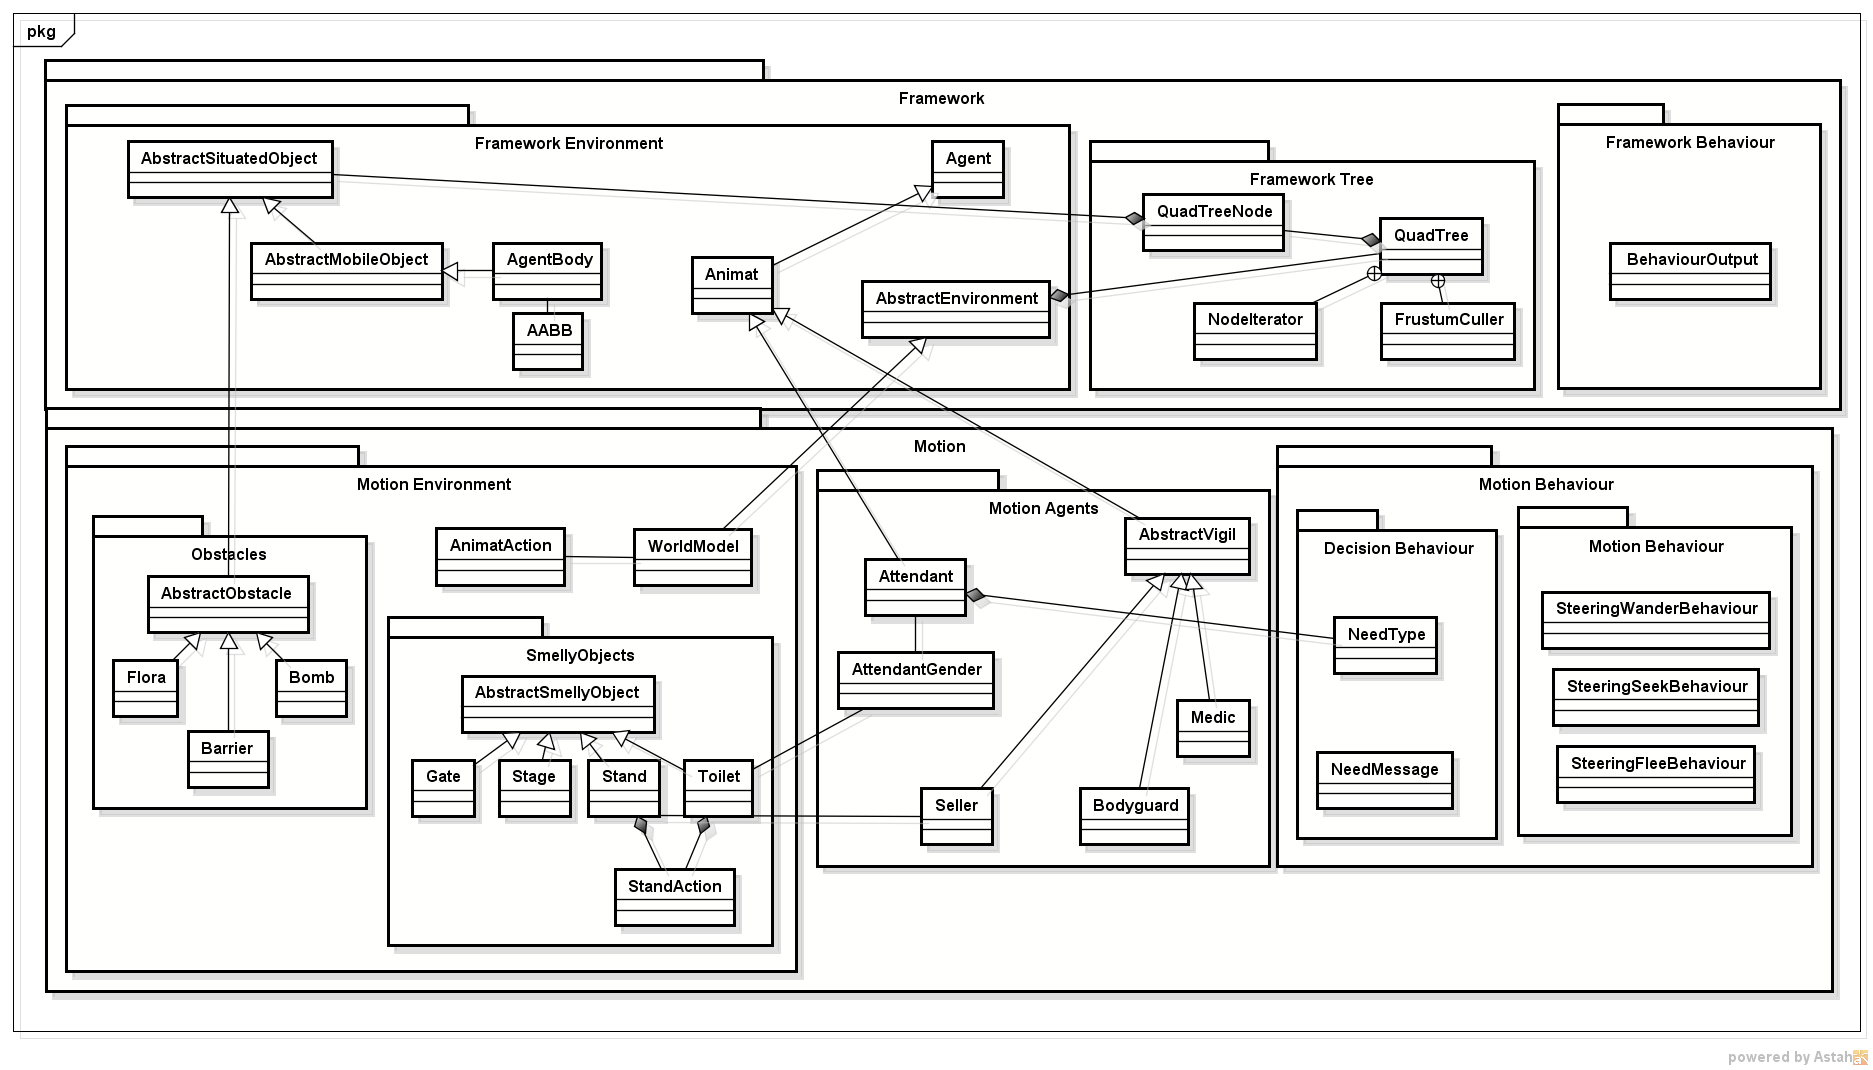 pkg
Framework
Framework Environment
AbstractSituatedObject
Agent
AbstractMobileObject
AgentBody
AABB
Animat
AbstractEnvironment
Framework Tree
QuadTreeNode
QuadTree
NodeIterator
FrustumCuller
Framework Behaviour
BehaviourOutput
Motion
Motion Environment
Obstacles
AbstractObstacle
Flora
Bomb
Barrier
AnimatAction
WorldModel
SmellyObjects
AbstractSmellyObject
Gate
Stage
Stand
Toilet
StandAction
Motion Agents
AbstractVigil
Attendant
AttendantGender
Medic
Seller
Bodyguard
Motion Behaviour
Decision Behaviour
NeedType
NeedMessage
Motion Behaviour
SteeringWanderBehaviour
SteeringSeekBehaviour
SteeringFleeBehaviour
powered by Astah